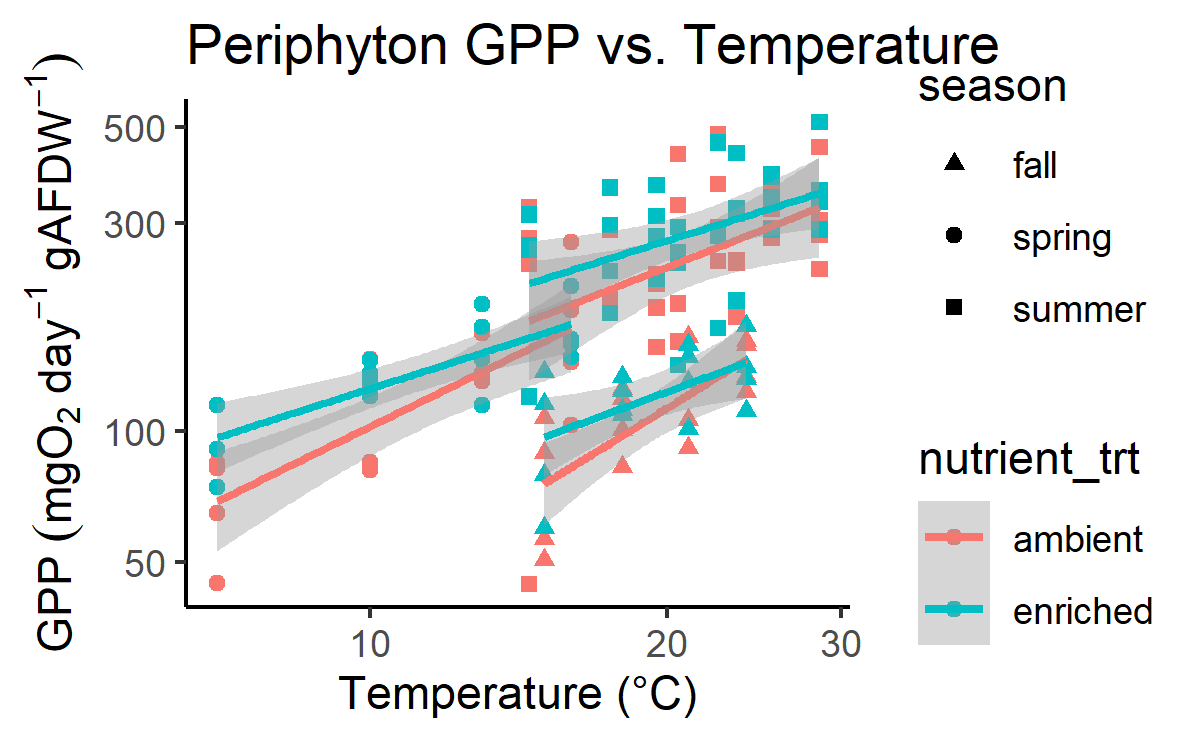 Periphyton GPP vs. Temperature
GPP (mgO₂ day⁻¹ gAFDW⁻¹)
500
300
100
50
10
20
30
Temperature (°C)
season
fall
spring
summer
nutrient_trt
ambient
enriched